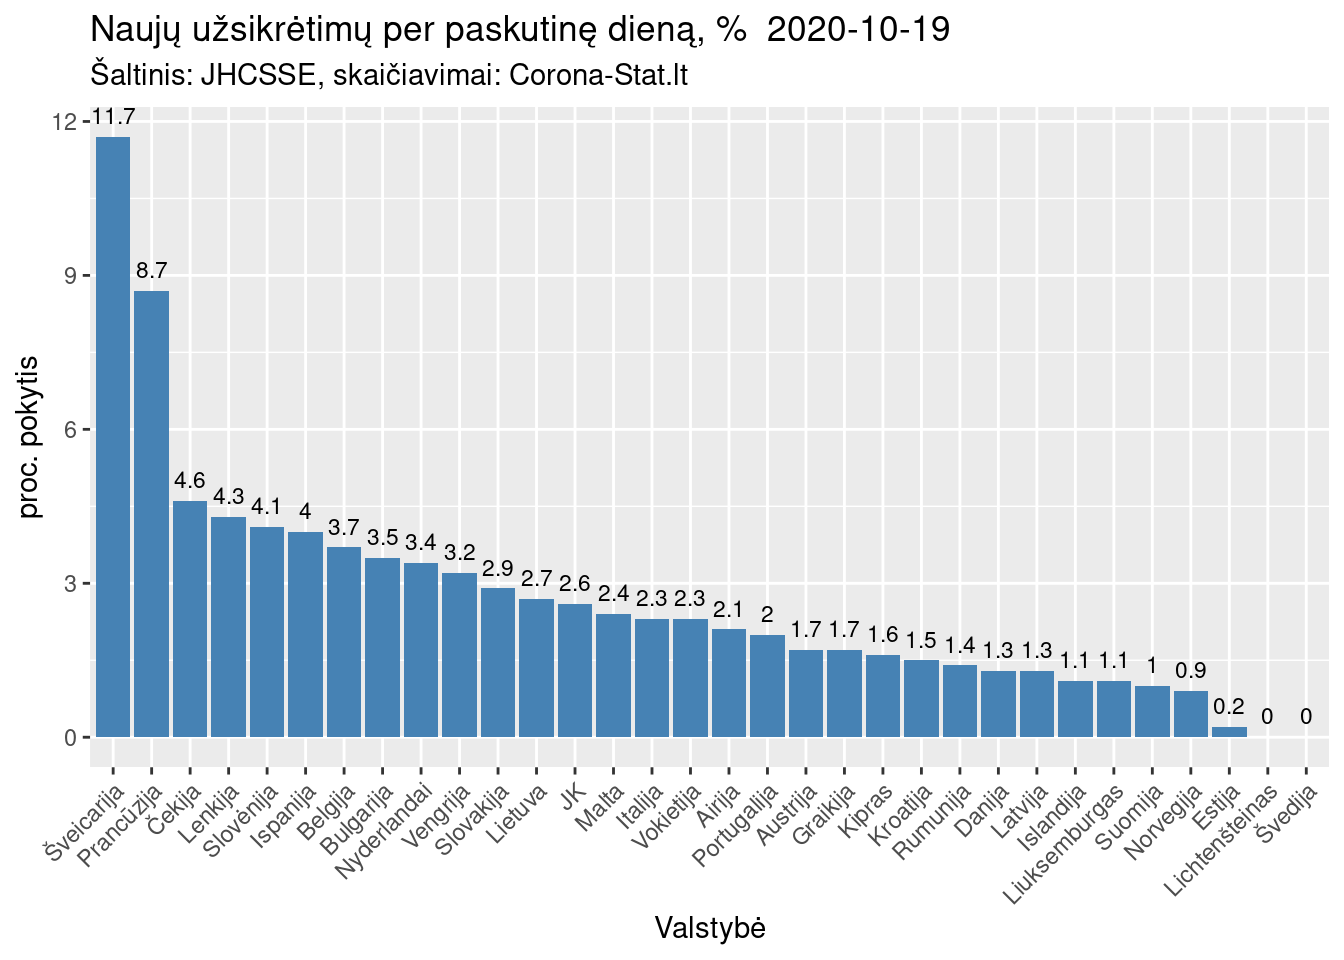 Naujų užsikrėtimų per paskutinę dieną, %  2020-10-19
Šaltinis: JHCSSE, skaičiavimai: Corona-Stat.lt
proc. pokytis
12
9
6
3
0
11.7
8.7
4.6
4.3
4.1
4
3.7
3.5
3.4
3.2
2.9
2.7
2.6
2.4
2.3
2.3
2.1
2
1.7
1.7
1.6
1.5
1.4
1.3
1.3
1.1
1.1
1
0.9
0.2
0
0
Šveicarija
Prancūzija
Čekija
Lenkija
Slovėnija
Ispanija
Belgija
Bulgarija
Nyderlandai
Vengrija
Slovakija
Lietuva
JK
Malta
Italija
Vokietija
Airija
Portugalija
Austrija
Graikija
Kipras
Kroatija
Rumunija
Danija
Latvija
Islandija
Liuksemburgas
Suomija
Norvegija
Estija
Lichtenšteinas
Švedija
Valstybė